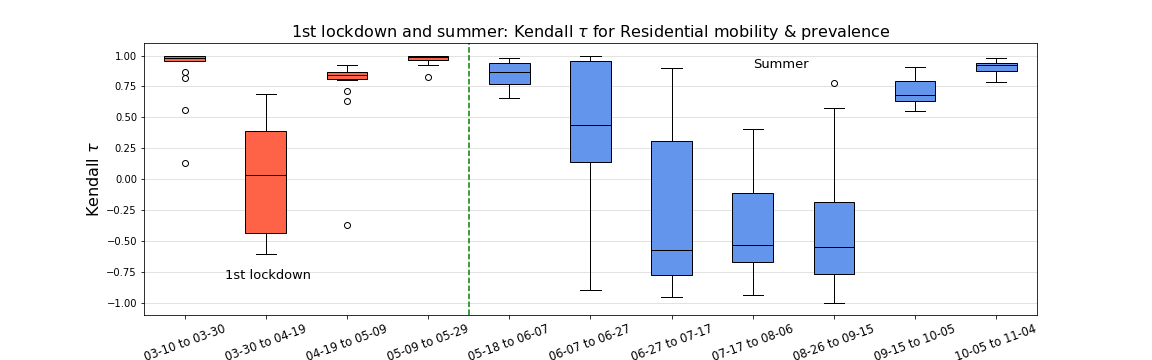 1st lockdown and summer: Kendall τ for Residential mobility & prevalence
Kendall τ
1.00
0.75
0.50
0.25
0.00
−0.25
−0.50
−0.75
−1.00
Summer
1st lockdown
03-10 to 03-30
03-30 to 04-19
04-19 to 05-09
05-09 to 05-29
05-18 to 06-07
06-07 to 06-27
06-27 to 07-17
07-17 to 08-06
08-26 to 09-15
09-15 to 10-05
10-05 to 11-04